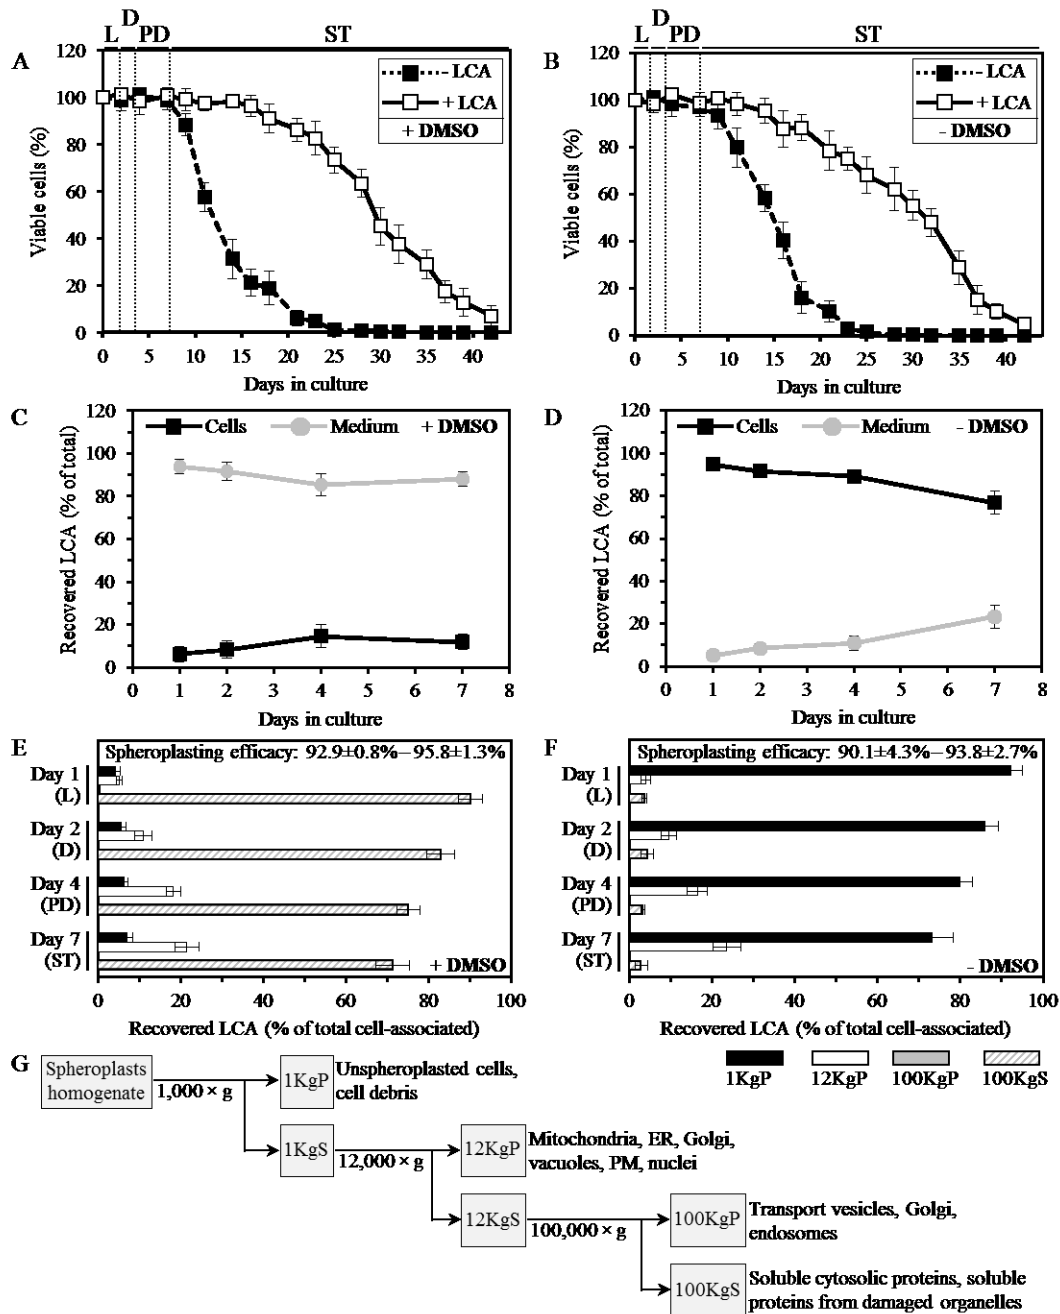 L D PD ST
A
120
100
80
60
40
20
0
Viable cells (%)
- LCA
+ LCA
+ DMSO
0 5 10 15 20 25 30 35 40
Days in culture
L D PD ST
B
120
100
80
60
40
20
0
Viable cells (%)
- LCA
+ LCA
- DMSO
0 5 10 15 20 25 30 35 40
Days in culture
C
120
100
80
60
40
20
0
Recovered LCA (% of total)
Cells Medium + DMSO
0 1 2 3 4 5 6 7 8
Days in culture
D
120
100
80
60
40
20
0
Recovered LCA (% of total)
Cells Medium - DMSO
0 1 2 3 4 5 6 7 8
Days in culture
E
Spheroplasting efficacy: 92.9±0.8%−95.8±1.3%
Day 1
(L)
Day 2
(D)
Day 4
(PD)
Day 7
(ST)
+ DMSO
0 20 40 60 80 100
Recovered LCA (% of total cell-associated)
F
Spheroplasting efficacy: 90.1±4.3%−93.8±2.7%
Day 1
(L)
Day 2
(D)
Day 4
(PD)
Day 7
(ST)
- DMSO
0 20 40 60 80 100
Recovered LCA (% of total cell-associated)
1KgP 12KgP 100KgP 100KgS
G
Spheroplasts
homogenate
1,000 × g
1KgP
Unspheroplasted cells,
cell debris
1KgS
12,000 × g
12KgP
Mitochondria, ER, Golgi,
vacuoles, PM, nuclei
12KgS
100,000 × g
100KgP
Transport vesicles, Golgi,
endosomes
100KgS
Soluble cytosolic proteins, soluble
proteins from damaged organelles